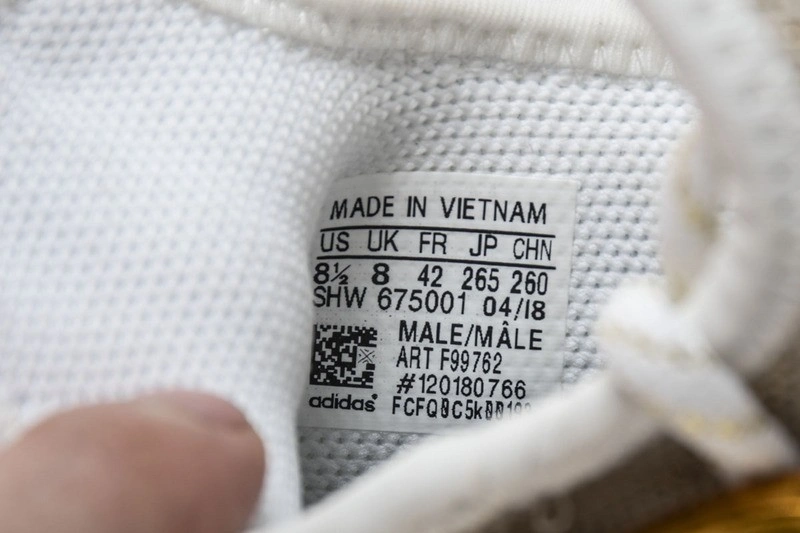 MADE IN VIETNAM
US UK FR JP CHN
8½ 8 42 265 260
SHW 675001 04/18
MALE/MÂLE
ART F99762
#120180766
adidas